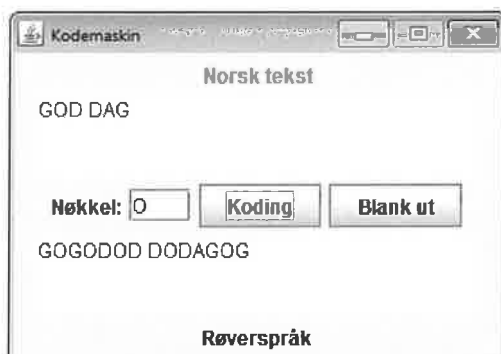 Kodemaskin
Norsk tekst
GOD DAG
Nøkkel: O Koding Blank ut
GOGODOD DODAGOG
Røverspråk